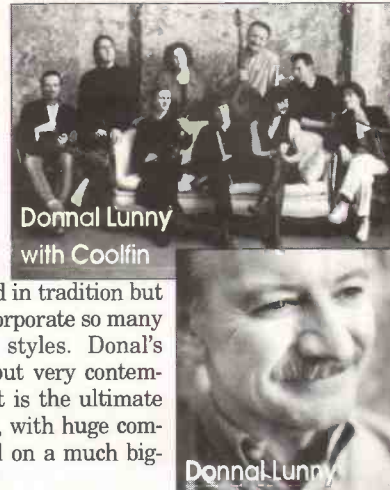 Donnal Lunny
with Coolfin
d in tradition but
orporate so many
styles. Donal's
out very contem-
t is the ultimate
, with huge com-
d on a much big-
Donnal Lunny